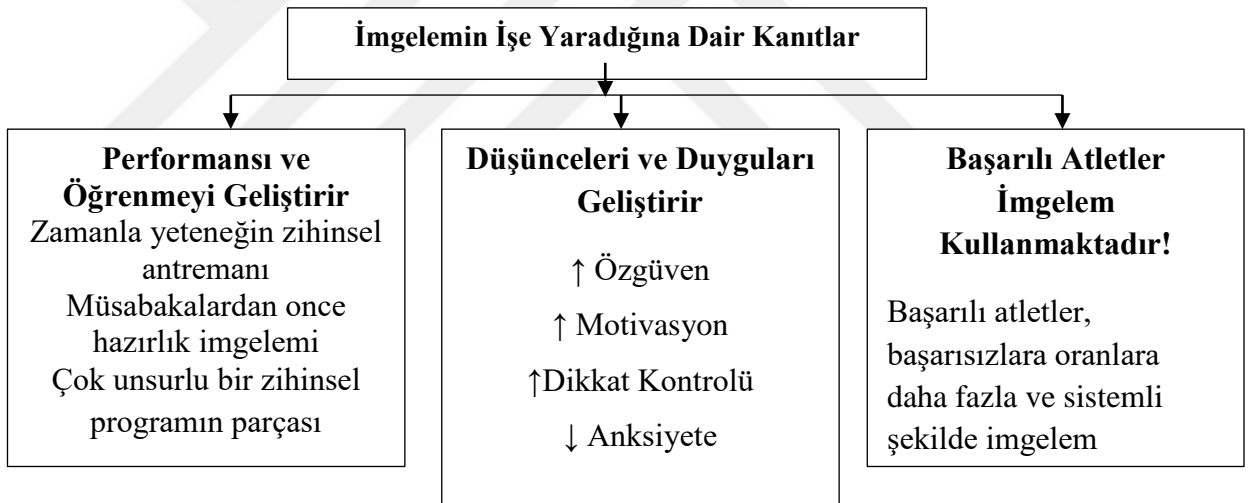 İmgelemin İşe Yaradığına Dair Kanıtlar
Performansı ve
Öğrenmeyi Geliştirir
Zamanla yeteneğin zihinsel
antremanı
Müsabakalardan once
hazırlık imgelemi
Çok unsurlu bir zihinsel
programın parçası
Düşünceleri ve Duyguları
Geliştirir
↑ Özgüven
↑ Motivasyon
↑Dikkat Kontrolü
↓ Anksiyete
Başarılı Atletler
İmgelem
Kullanmaktadır!
Başarılı atletler,
başarısızlara oranlara
daha fazla ve sistemli
şekilde imgelem